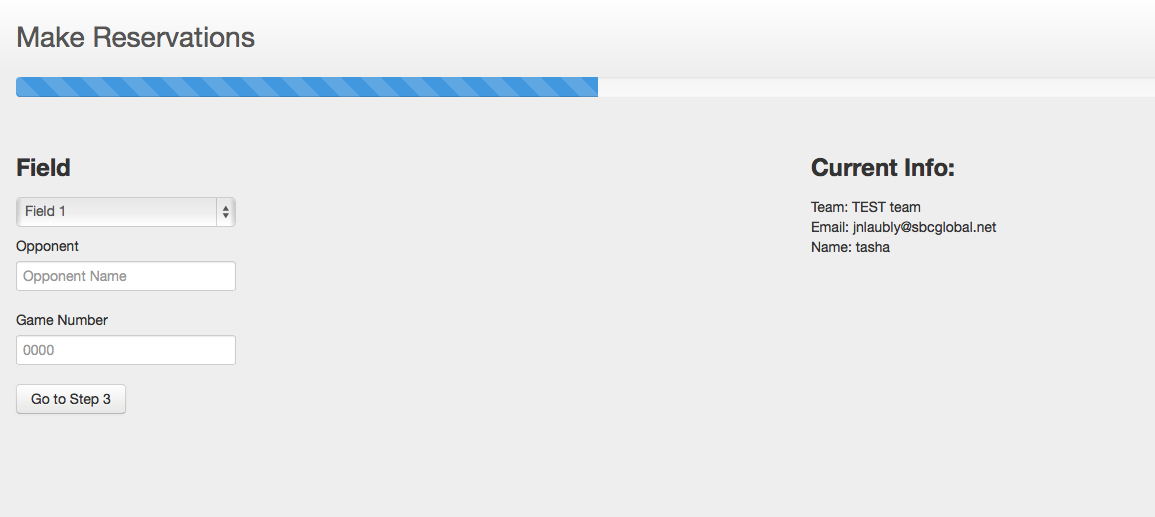 Make Reservations
Field
Field 1
Opponent
Opponent Name
Game Number
0000
Go to Step 3
Current Info:
Team: TEST team
Email: jnlaubly@sbcglobal.net
Name: tasha